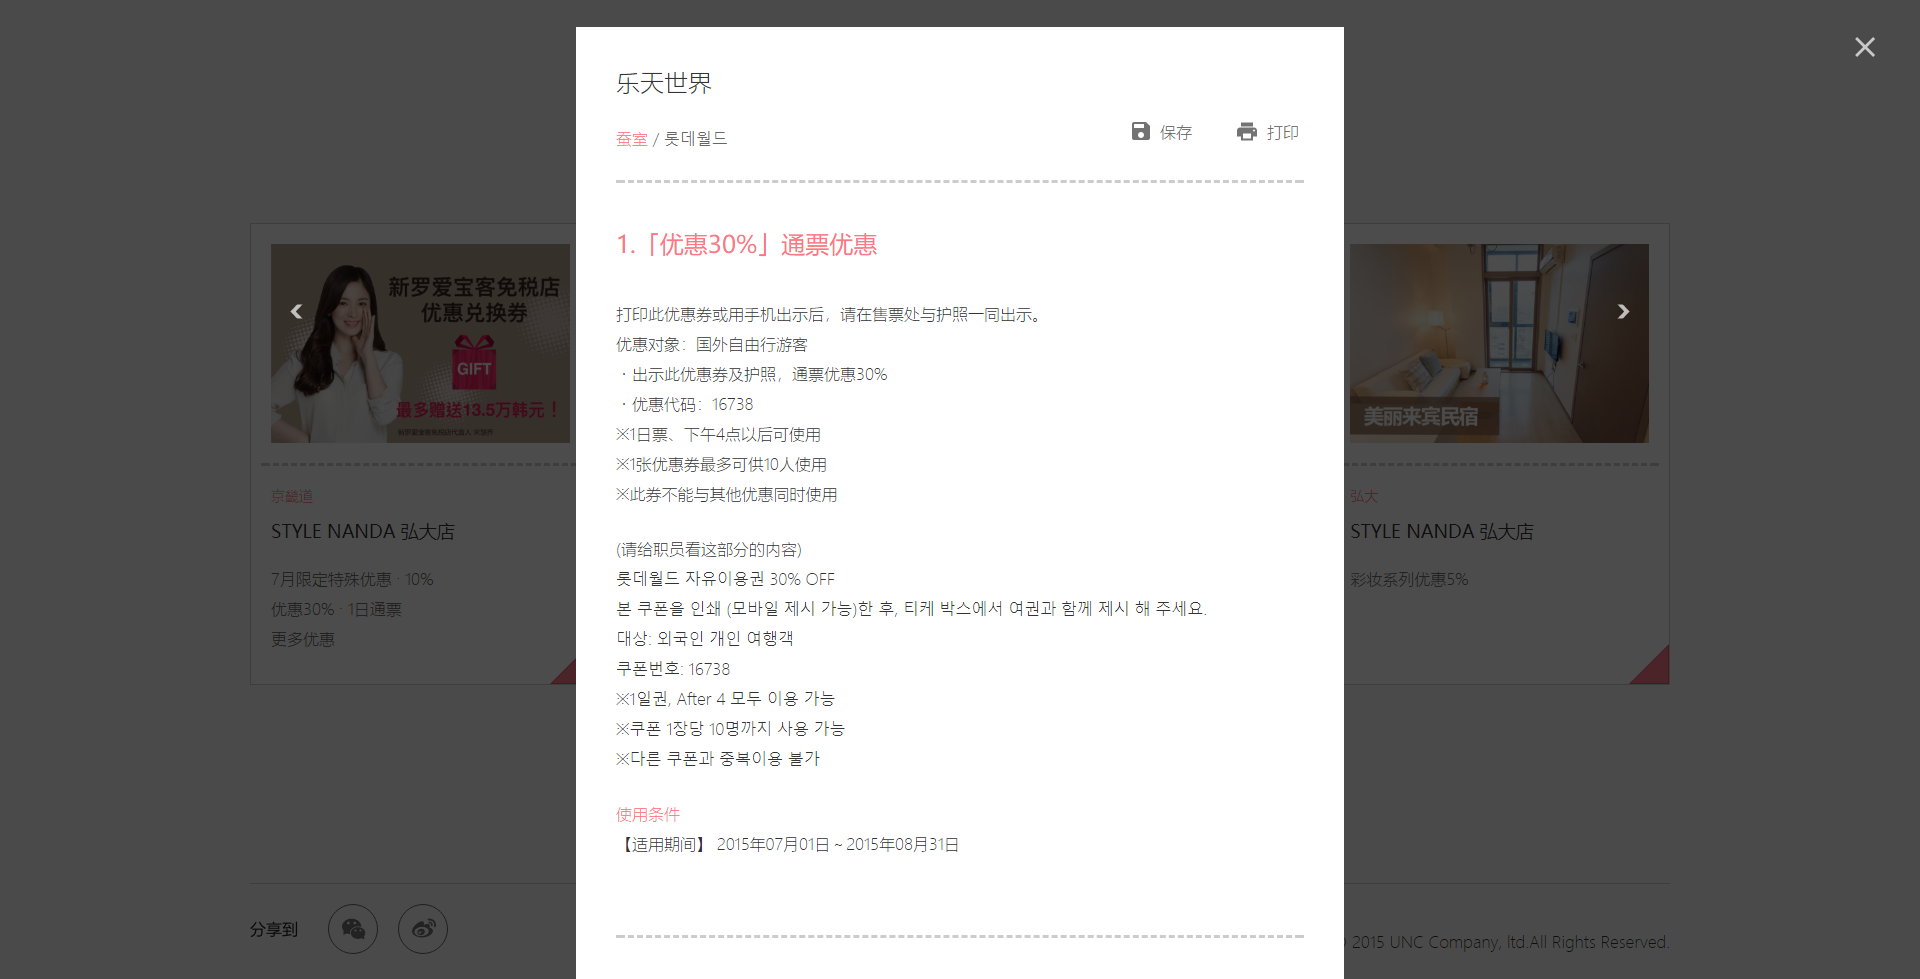 乐天世界
蚕室 / 롯데월드
保存
打印
1.「优惠30%」通票优惠
打印此优惠券或用手机出示后，请在售票处与护照一同出示。
优惠对象：国外自由行游客
· 出示此优惠券及护照，通票优惠30%
· 优惠代码：16738
※1日票、下午4点以后可使用
※1张优惠券最多可供10人使用
※此券不能与其他优惠同时使用
(请给职员看这部分的内容)
롯데월드 자유이용권 30% OFF
본 쿠폰을 인쇄 (모바일 제시 가능)한 후, 티케 박스에서 여권과 함께 제시 해 주세요.
대상: 외국인 개인 여행객
쿠폰번호: 16738
※1일권, After 4 모두 이용 가능
※쿠폰 1장당 10명까지 사용 가능
※다른 쿠폰과 중복이용 불가
使用条件
【适用期间】 2015年07月01日 ~ 2015年08月31日
新罗爱宝客免税店
优惠兑换券
GIFT
最多赠送13.5万韩元！
京畿道
STYLE NANDA 弘大店
7月限定特殊优惠 · 10%
优惠30% · 1日通票
更多优惠
美丽来宾民宿
弘大
STYLE NANDA 弘大店
彩妆系列优惠5%
分享到
2015 UNC Company, ltd.All Rights Reserved.